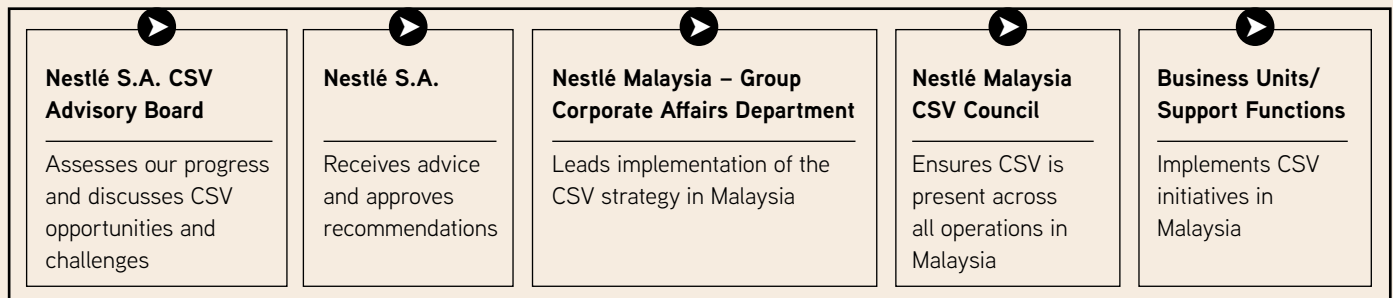 Nestlé S.A. CSV
Advisory Board
Assesses our progress
and discusses CSV
opportunities and
challenges
Nestlé S.A.
Receives advice
and approves
recommendations
Nestlé Malaysia – Group
Corporate Affairs Department
Leads implementation of the
CSV strategy in Malaysia
Nestlé Malaysia
CSV Council
Ensures CSV is
present across
all operations in
Malaysia
Business Units/
Support Functions
Implements CSV
initiatives in
Malaysia